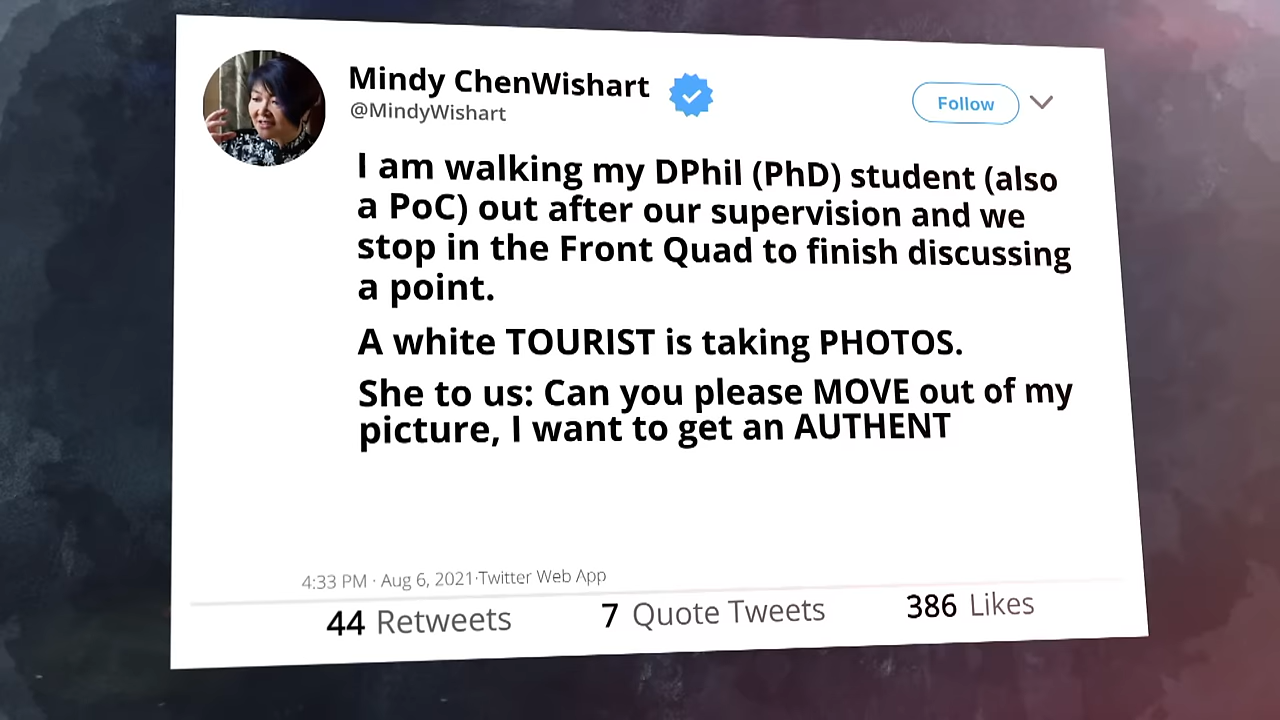 Mindy ChenWishart
@MindyWishart
Follow
I am walking my DPhil (PhD) student (also
a PoC) out after our supervision and we
stop in the Front Quad to finish discussing
a point.
A white TOURIST is taking PHOTOS.
She to us: Can you please MOVE out of my
picture, I want to get an AUTHENT
4:33 PM · Aug 6, 2021·Twitter Web App
44 Retweets 7 Quote Tweets 386 Likes